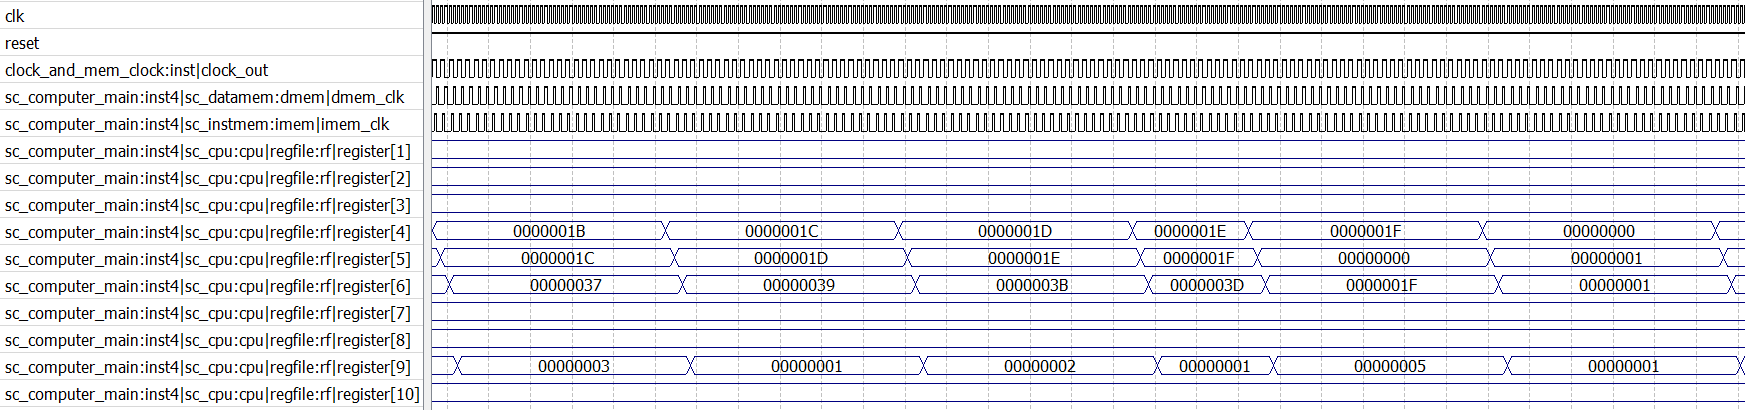 clk
reset
clock_and_mem_clock:inst|clock_out
sc_computer_main:inst4|sc_datamem:dmem|dmem_clk
sc_computer_main:inst4|sc_instmem:imem|imem_clk
sc_computer_main:inst4|sc_cpu:cpu|regfile:rf|register[1]
sc_computer_main:inst4|sc_cpu:cpu|regfile:rf|register[2]
sc_computer_main:inst4|sc_cpu:cpu|regfile:rf|register[3]
sc_computer_main:inst4|sc_cpu:cpu|regfile:rf|register[4] 0000001B 0000001C 0000001D 0000001E 0000001F 00000000
sc_computer_main:inst4|sc_cpu:cpu|regfile:rf|register[5] 0000001C 0000001D 0000001E 0000001F 00000000 00000001
sc_computer_main:inst4|sc_cpu:cpu|regfile:rf|register[6] 00000037 00000039 0000003B 0000003D 0000001F 00000001
sc_computer_main:inst4|sc_cpu:cpu|regfile:rf|register[7]
sc_computer_main:inst4|sc_cpu:cpu|regfile:rf|register[8]
sc_computer_main:inst4|sc_cpu:cpu|regfile:rf|register[9] 00000003 00000001 00000002 00000001 00000005 00000001
sc_computer_main:inst4|sc_cpu:cpu|regfile:rf|register[10]